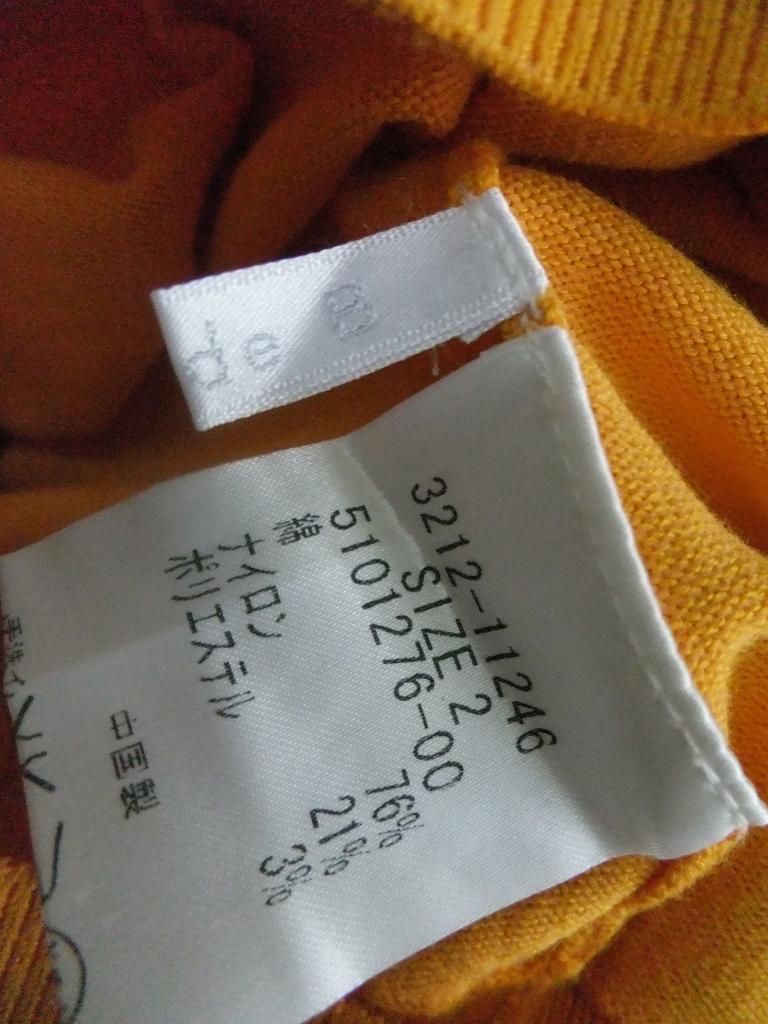 3212-11246
SIZE 2
5101276-00
綿 76%
ナイロン 21%
ポリエステル 3%
中国製